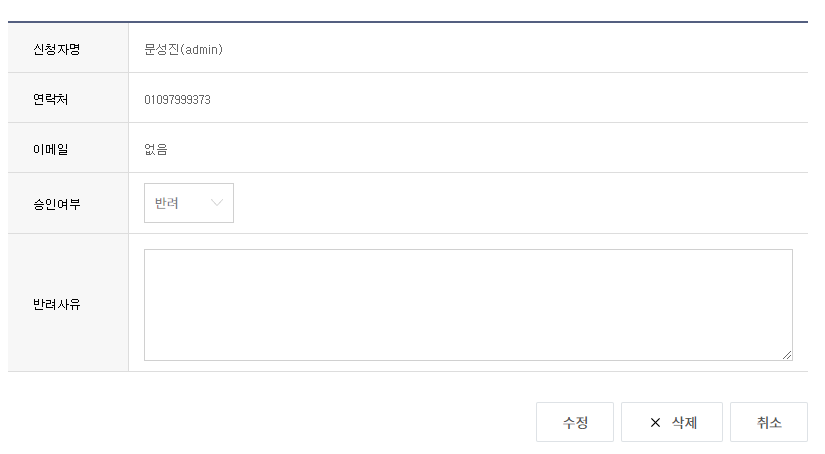 신청자명 문성진(admin)
연락처 01097999373
이메일 없음
승인여부 반려
반려사유
수정 삭제 취소